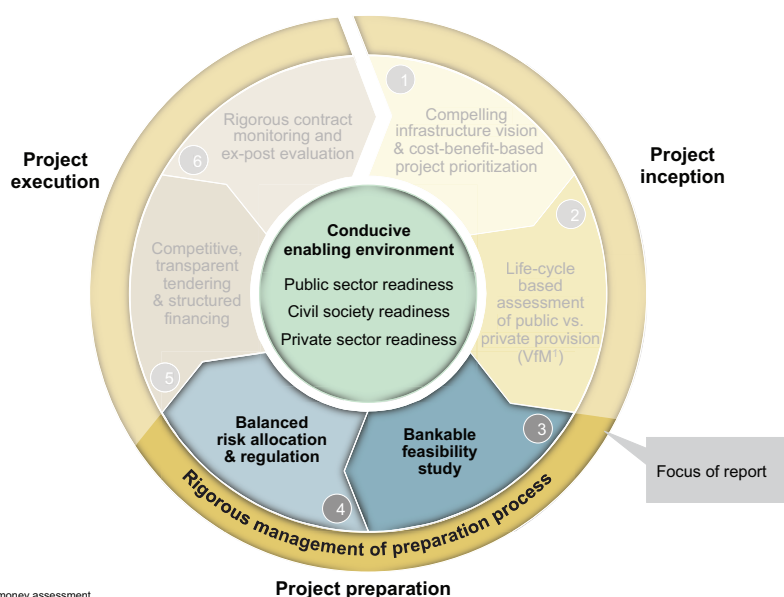 1
Compelling
infrastructure vision
& cost-benefit-based
project prioritization
Project
inception
2
Life-cycle
based
assessment
of public vs.
private provision
(VfM¹)
3
Bankable
feasibility
study
Focus of report
4
Balanced
risk allocation
& regulation
Rigorous management of preparation process
Project preparation
5
Competitive,
transparent
tendering
& structured
financing
6
Rigorous contract
monitoring and
ex-post evaluation
Project
execution
Conducive
enabling environment
Public sector readiness
Civil society readiness
Private sector readiness
money assessment